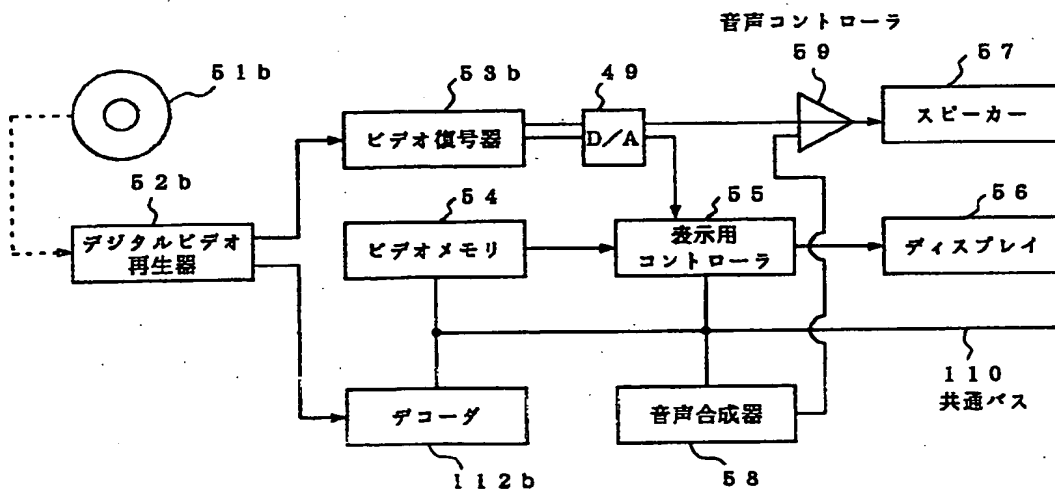 音声コントローラ
59
51b
53b
49
57
ビデオ復号器
D/A
スピーカー
52b
54
55
56
デジタルビデオ
再生器
ビデオメモリ
表示用
コントローラ
ディスプレイ
110
共通バス
デコーダ
音声合成器
112b
58